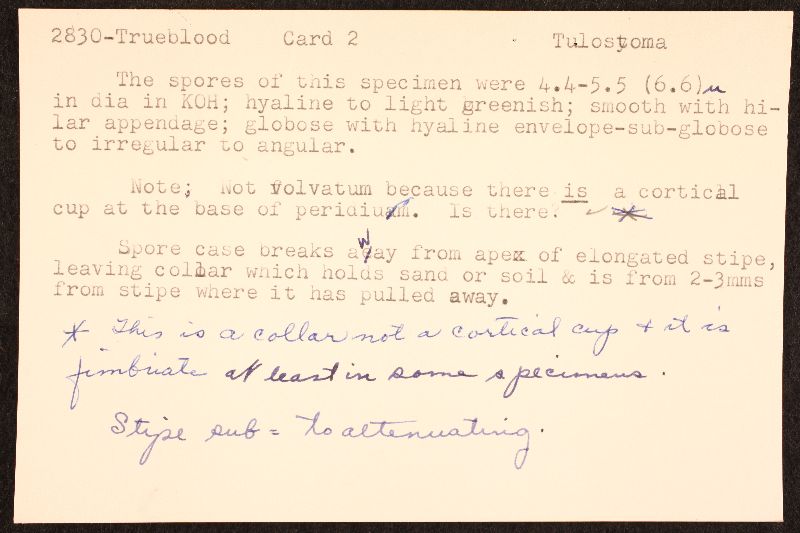 2830-Trueblood Card 2 Tulostoma
The spores of this specimen were 4.4-5.5 (6.6)u
in dia in KOH; hyaline to light greenish; smooth with hi-
lar appendage; globose with hyaline envelope-sub-globose
to irregular to angular.
Note; Not volvatum because there is a cortical
cup at the base of peridium. Is there? ✓ *
Spore case breaks away from apex of elongated stipe,
leaving collar which holds sand or soil & is from 2-3mms
from stipe where it has pulled away.
* This is a collar not a cortical cup + it is
fimbriate at least in some specimens.
Stipe sub = to attenuating.